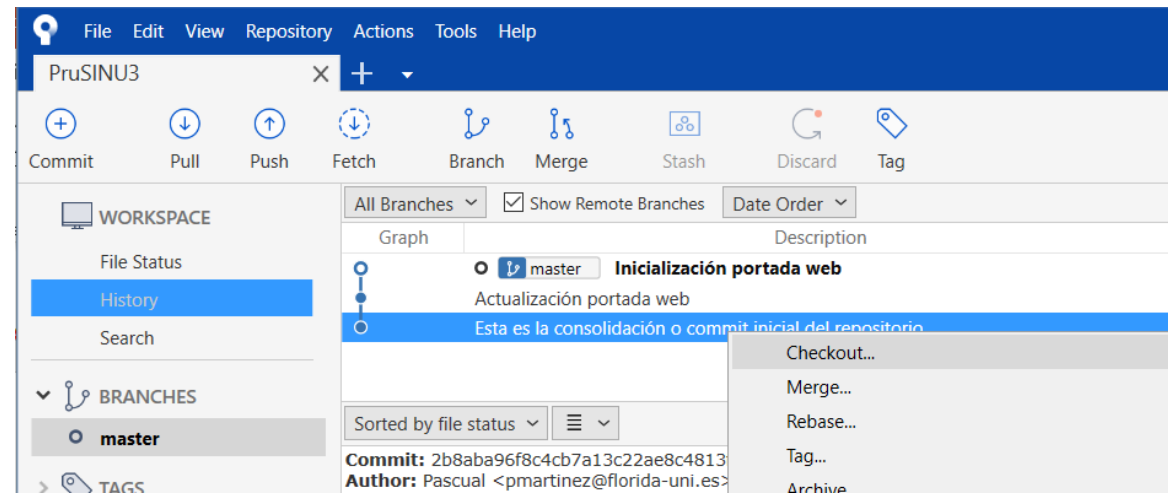 File Edit View Repository Actions Tools Help
PruSINU3
Commit Pull Push Fetch Branch Merge Stash Discard Tag
WORKSPACE
File Status
History
Search
BRANCHES
master
TAGS
All Branches Show Remote Branches Date Order
Graph Description
master Inicialización portada web
Actualización portada web
Esta es la consolidación o commit inicial del repositorio
Checkout...
Merge...
Rebase...
Tag...
Archive
Sorted by file status
Commit: 2b8aba96f8c4cb7a13c22ae8c4813
Author: Pascual <pmartinez@florida-uni.es>